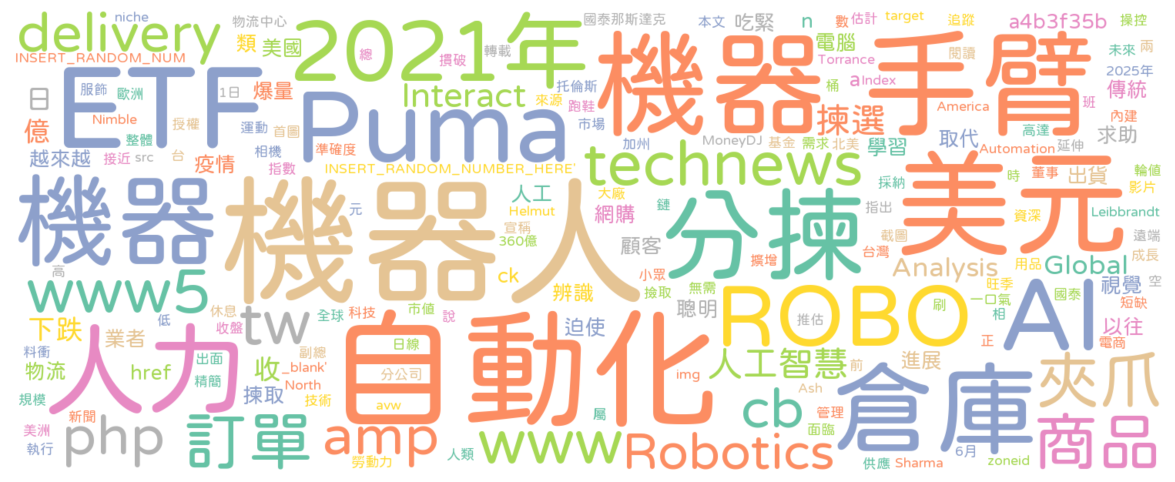 niche
物流中心
國泰那斯達克
本文
吃緊
n
數
估計
target
追蹤
a4b3f35b
操控
delivery
2021年
類
美國
總
摜破
轉載
機器手臂
電腦
Torrance
閱讀
未來
兩
INSERT_RANDOM_NUM
ETF
服飾
歐洲
1日
爆量
Interact
托倫斯
桶
a
Index
2025年
傳統
日
Nimble
授權
運動
首圖
Puma
來源
跑鞋
市場
揀選
America
班
內建
億
整體
相機
準確度
加州
MoneyDJ
基金
需求
北美
學習
取代
高達
延伸
求助
越來越
接近
src
台
疫情
指數
INSERT_RANDOM_NUMBER_HERE'
technews
Automation
時
董事
出貨
輪值
影片
機器
機器人
人工
大廠
網購
鏈
分揀
採納
美元
資深
Leibbrandt
元
Helmut
宣稱
360億
顧客
指出
截圖
遠端
高
ck
辨識
小眾
擴增
台灣
Analysis
用品
Global
成長
www5
撿取
無需
聰明
旺季
視覺
空
下跌
業者
休息
低
收盤
tw
全球
科技
市值
說
迫使
推估
ROBO
刷
一口氣
相
國泰
AI
短缺
以往
料衝
人力
出面
副總
自動化
日線
人工智慧
進展
正
電商
物流
href
精簡
收
_blank'
分公司
img
前
夾爪
規模
揀取
North
技術
avw
Ash
倉庫
新聞
php
訂單
amp
屬
cb
管理
面臨
商品
美洲
執行
勞動力
人類
www
Robotics
供應
Sharma
6月
zoneid